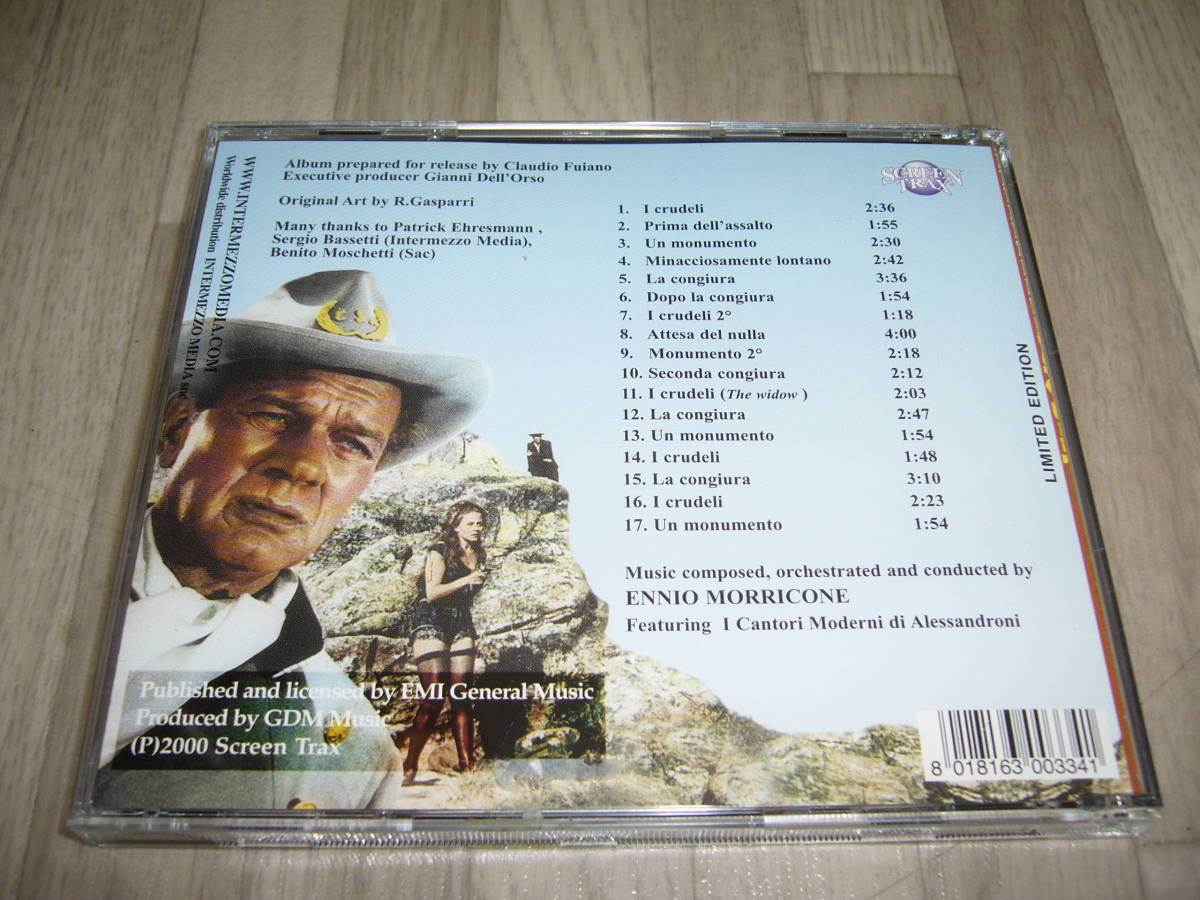 Album prepared for release by Claudio Fuiano
Executive producer Gianni Dell'Orso
Original Art by R.Gasparri
Many thanks to Patrick Ehresmann ,
Sergio Bassetti (Intermezzo Media),
Benito Moschetti (Sac)
WWW.INTERMEZZOMEDIA.COM
Worldwide distribution INTERMEZZO MEDIA snc
SCREEN
TRAX
1. I crudeli 2:36
2. Prima dell'assalto 1:55
3. Un monumento 2:30
4. Minacciosamente lontano 2:42
5. La congiura 3:36
6. Dopo la congiura 1:54
7. I crudeli 2° 1:18
8. Attesa del nulla 4:00
9. Monumento 2° 2:18
10. Seconda congiura 2:12
11. I crudeli (The widow ) 2:03
12. La congiura 2:47
13. Un monumento 1:54
14. I crudeli 1:48
15. La congiura 3:10
16. I crudeli 2:23
17. Un monumento 1:54
LIMITED EDITION
Music composed, orchestrated and conducted by
ENNIO MORRICONE
Featuring I Cantori Moderni di Alessandroni
Published and licensed by EMI General Music
Produced by GDM Music
(P)2000 Screen Trax
8 018163 003341